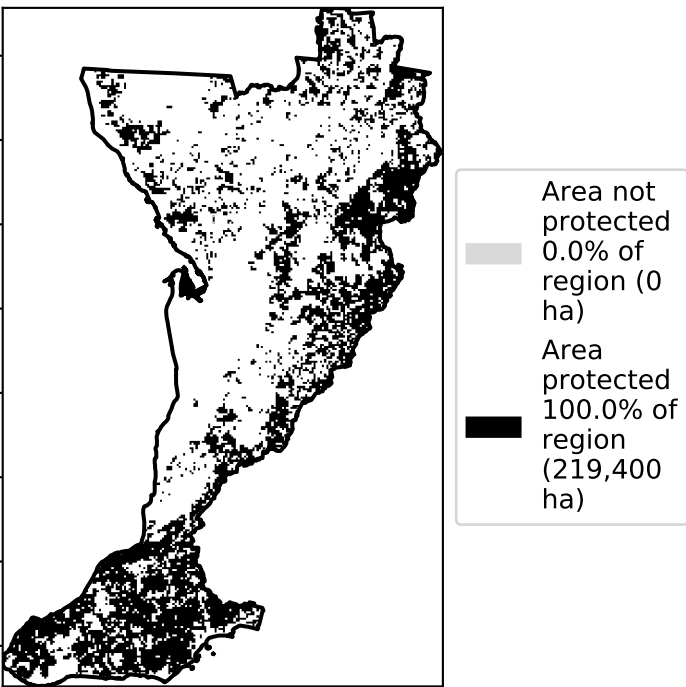 Area not
protected
0.0% of
region (0
ha)
Area
protected
100.0% of
region
(219,400
ha)